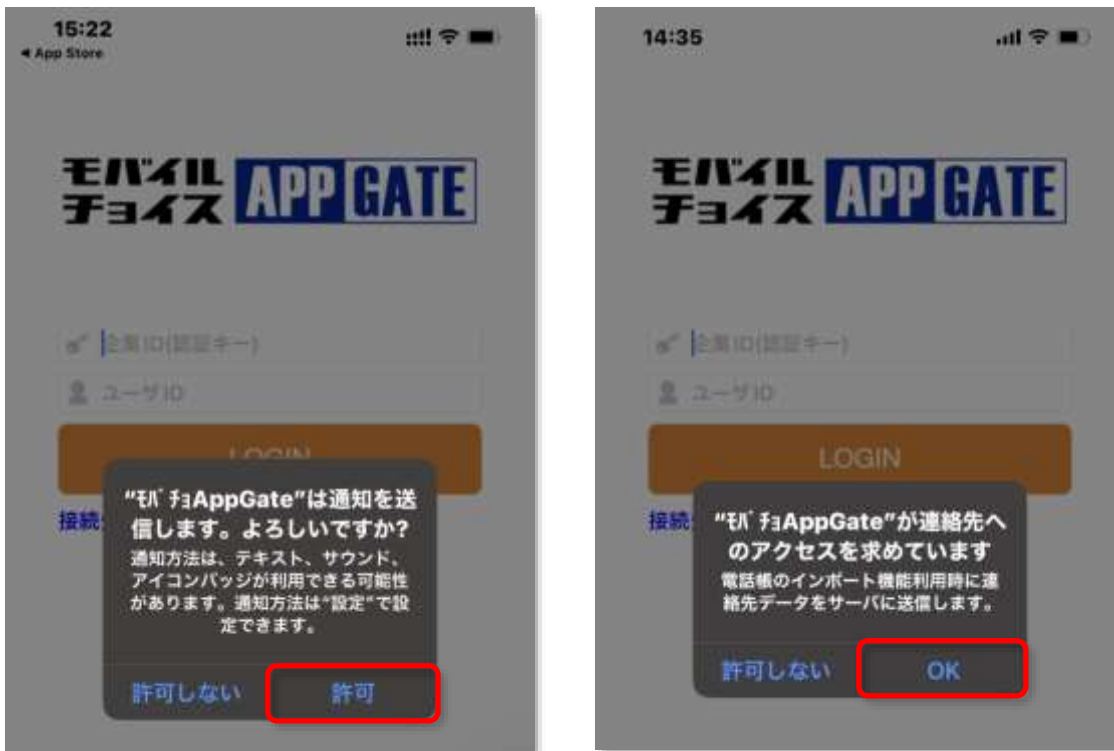 15:22
◀ App Store
モバイル
チョイス APP GATE
企業ID(認証キー)
ユーザID
LOGIN
接続
“ﾓﾊﾞﾁｮAppGate”は通知を送
信します。よろしいですか?
通知方法は、テキスト、サウンド、
アイコンバッジが利用できる可能性
があります。通知方法は“設定”で設
定できます。
許可しない
許可
14:35
モバイル
チョイス APP GATE
企業ID(認証キー)
ユーザID
LOGIN
接続
“ﾓﾊﾞﾁｮAppGate”が連絡先へ
のアクセスを求めています
電話帳のインポート機能利用時に連
絡先データをサーバに送信します。
許可しない
OK